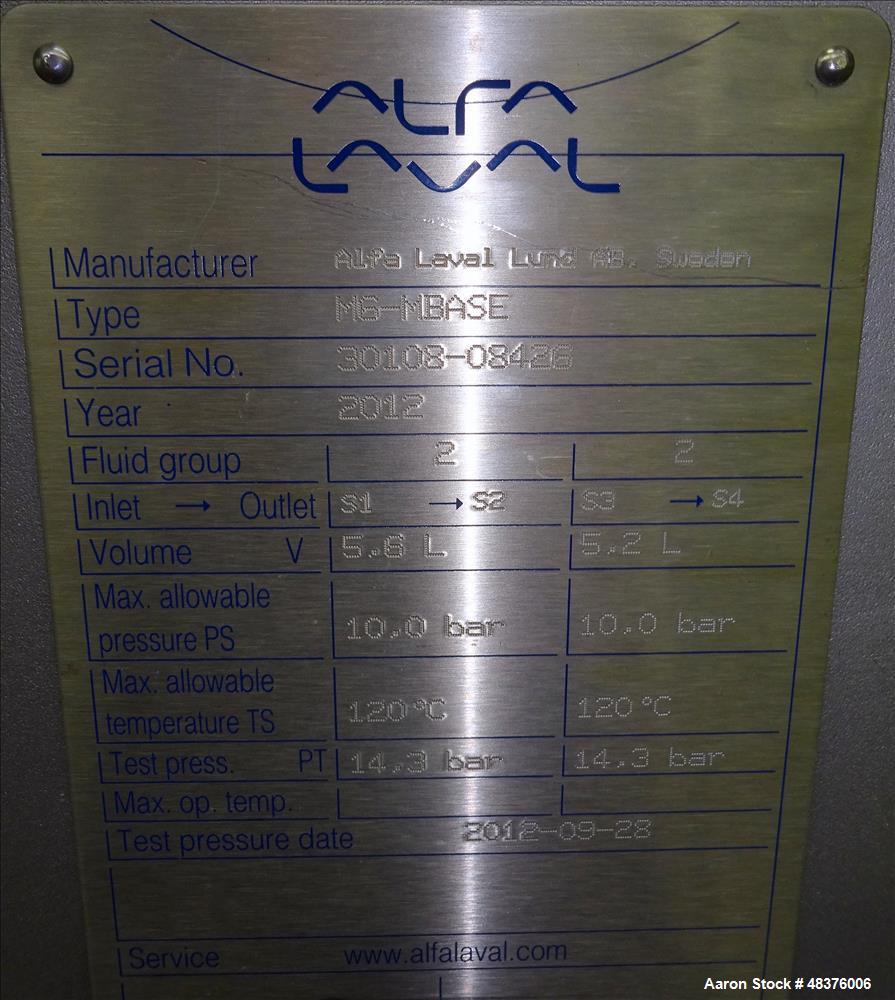 ALFA
LAVAL
Manufacturer Alfa Laval Lund AB, Sweden
Type M6-MBASE
Serial No. 30108-08426
Year 2012
Fluid group 2 2
Inlet → Outlet S1 → S2 S3 → S4
Volume V 5.6 L 5.2 L
Max. allowable
pressure PS 10.0 bar 10.0 bar
Max. allowable
temperature TS 120°C 120°C
Test press. PT 14.3 bar 14.3 bar
Max. op. temp.
Test pressure date 2012-09-28
Service www.alfalaval.com
Aaron Stock # 48376006